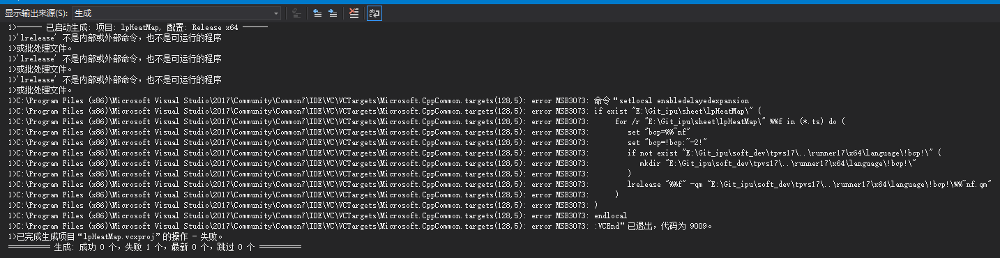 显示输出来源(S): 生成
1>------ 已启动生成: 项目: lpHeatMap, 配置: Release x64 ------
1>'lrelease' 不是内部或外部命令，也不是可运行的程序
1>或批处理文件。
1>'lrelease' 不是内部或外部命令，也不是可运行的程序
1>或批处理文件。
1>'lrelease' 不是内部或外部命令，也不是可运行的程序
1>或批处理文件。
1>C:\Program Files (x86)\Microsoft Visual Studio\2017\Community\Common7\IDE\VC\VCTargets\Microsoft.CppCommon.targets(128,5): error MSB3073: 命令“setlocal enabledelayedexpansion
1>C:\Program Files (x86)\Microsoft Visual Studio\2017\Community\Common7\IDE\VC\VCTargets\Microsoft.CppCommon.targets(128,5): error MSB3073: if exist "E:\Git_ipu\sheet\lpHeatMap\" (
1>C:\Program Files (x86)\Microsoft Visual Studio\2017\Community\Common7\IDE\VC\VCTargets\Microsoft.CppCommon.targets(128,5): error MSB3073: for /r "E:\Git_ipu\sheet\lpHeatMap\" %%f in (*.ts) do (
1>C:\Program Files (x86)\Microsoft Visual Studio\2017\Community\Common7\IDE\VC\VCTargets\Microsoft.CppCommon.targets(128,5): error MSB3073: set "bcp=%%~nf"
1>C:\Program Files (x86)\Microsoft Visual Studio\2017\Community\Common7\IDE\VC\VCTargets\Microsoft.CppCommon.targets(128,5): error MSB3073: set "bcp=!bcp:~-2!"
1>C:\Program Files (x86)\Microsoft Visual Studio\2017\Community\Common7\IDE\VC\VCTargets\Microsoft.CppCommon.targets(128,5): error MSB3073: if not exist "E:\Git_ipu\soft_dev\tpvs17\..\runner17\x64\language\!bcp!\" (
1>C:\Program Files (x86)\Microsoft Visual Studio\2017\Community\Common7\IDE\VC\VCTargets\Microsoft.CppCommon.targets(128,5): error MSB3073: mkdir "E:\Git_ipu\soft_dev\tpvs17\..\runner17\x64\language\!bcp!\"
1>C:\Program Files (x86)\Microsoft Visual Studio\2017\Community\Common7\IDE\VC\VCTargets\Microsoft.CppCommon.targets(128,5): error MSB3073: )
1>C:\Program Files (x86)\Microsoft Visual Studio\2017\Community\Common7\IDE\VC\VCTargets\Microsoft.CppCommon.targets(128,5): error MSB3073: lrelease "%%f" -qm "E:\Git_ipu\soft_dev\tpvs17\..\runner17\x64\language\!bcp!\%%~nf.qm"
1>C:\Program Files (x86)\Microsoft Visual Studio\2017\Community\Common7\IDE\VC\VCTargets\Microsoft.CppCommon.targets(128,5): error MSB3073: )
1>C:\Program Files (x86)\Microsoft Visual Studio\2017\Community\Common7\IDE\VC\VCTargets\Microsoft.CppCommon.targets(128,5): error MSB3073: )
1>C:\Program Files (x86)\Microsoft Visual Studio\2017\Community\Common7\IDE\VC\VCTargets\Microsoft.CppCommon.targets(128,5): error MSB3073: endlocal
1>C:\Program Files (x86)\Microsoft Visual Studio\2017\Community\Common7\IDE\VC\VCTargets\Microsoft.CppCommon.targets(128,5): error MSB3073: :VCEnd”已退出，代码为 9009。
1>已完成生成项目“lpHeatMap.vcxproj”的操作 - 失败。
========== 生成: 成功 0 个，失败 1 个，最新 0 个，跳过 0 个 ==========